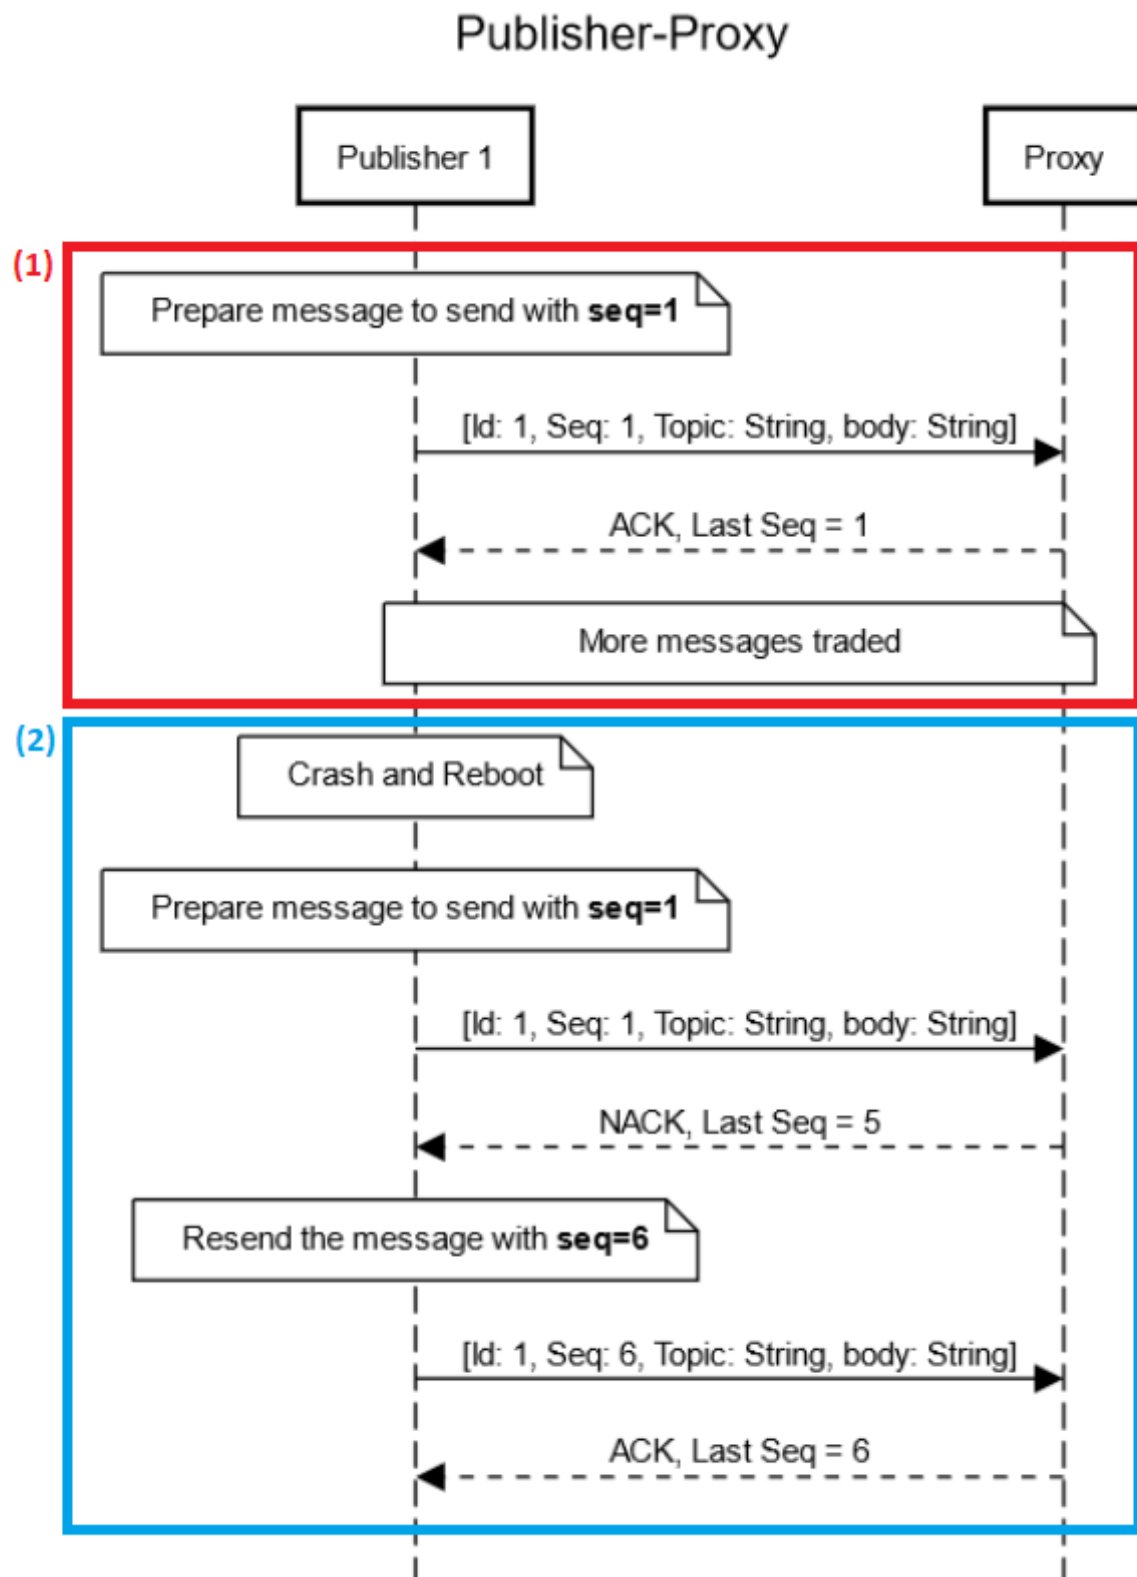 Publisher-Proxy
Publisher 1
Proxy
(1)
Prepare message to send with seq=1
[Id: 1, Seq: 1, Topic: String, body: String]
ACK, Last Seq = 1
More messages traded
(2)
Crash and Reboot
Prepare message to send with seq=1
[Id: 1, Seq: 1, Topic: String, body: String]
NACK, Last Seq = 5
Resend the message with seq=6
[Id: 1, Seq: 6, Topic: String, body: String]
ACK, Last Seq = 6